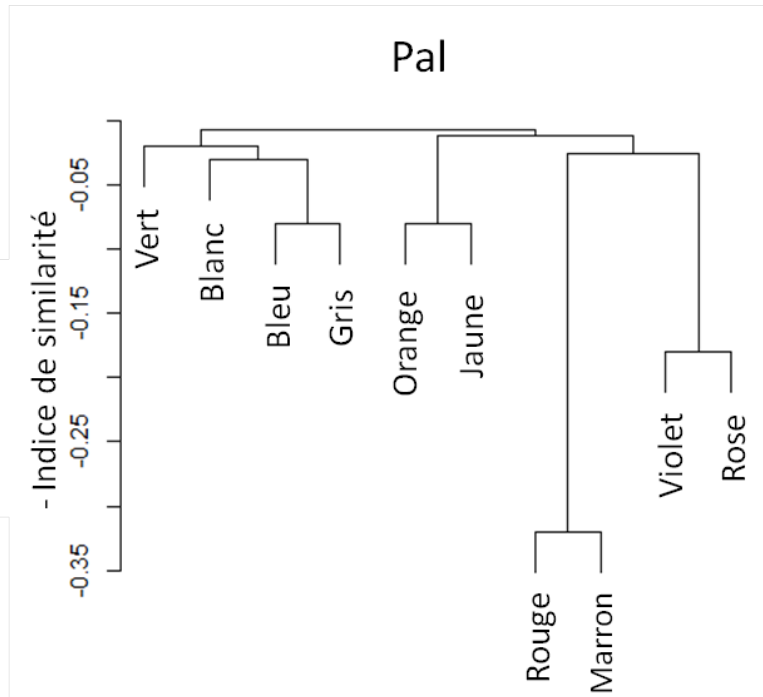 Pal
- Indice de similarité
-0.05
-0.15
-0.25
-0.35
Vert
Blanc
Bleu
Gris
Orange
Jaune
Rouge
Marron
Violet
Rose